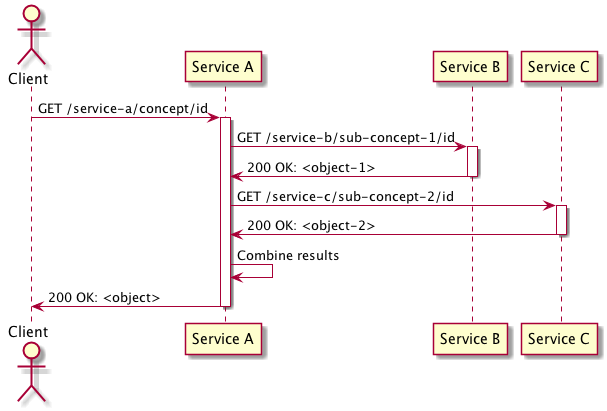 Client
Service A
Service B
Service C
GET /service-a/concept/id
GET /service-b/sub-concept-1/id
200 OK: <object-1>
GET /service-c/sub-concept-2/id
200 OK: <object-2>
Combine results
200 OK: <object>
Client
Service A
Service B
Service C